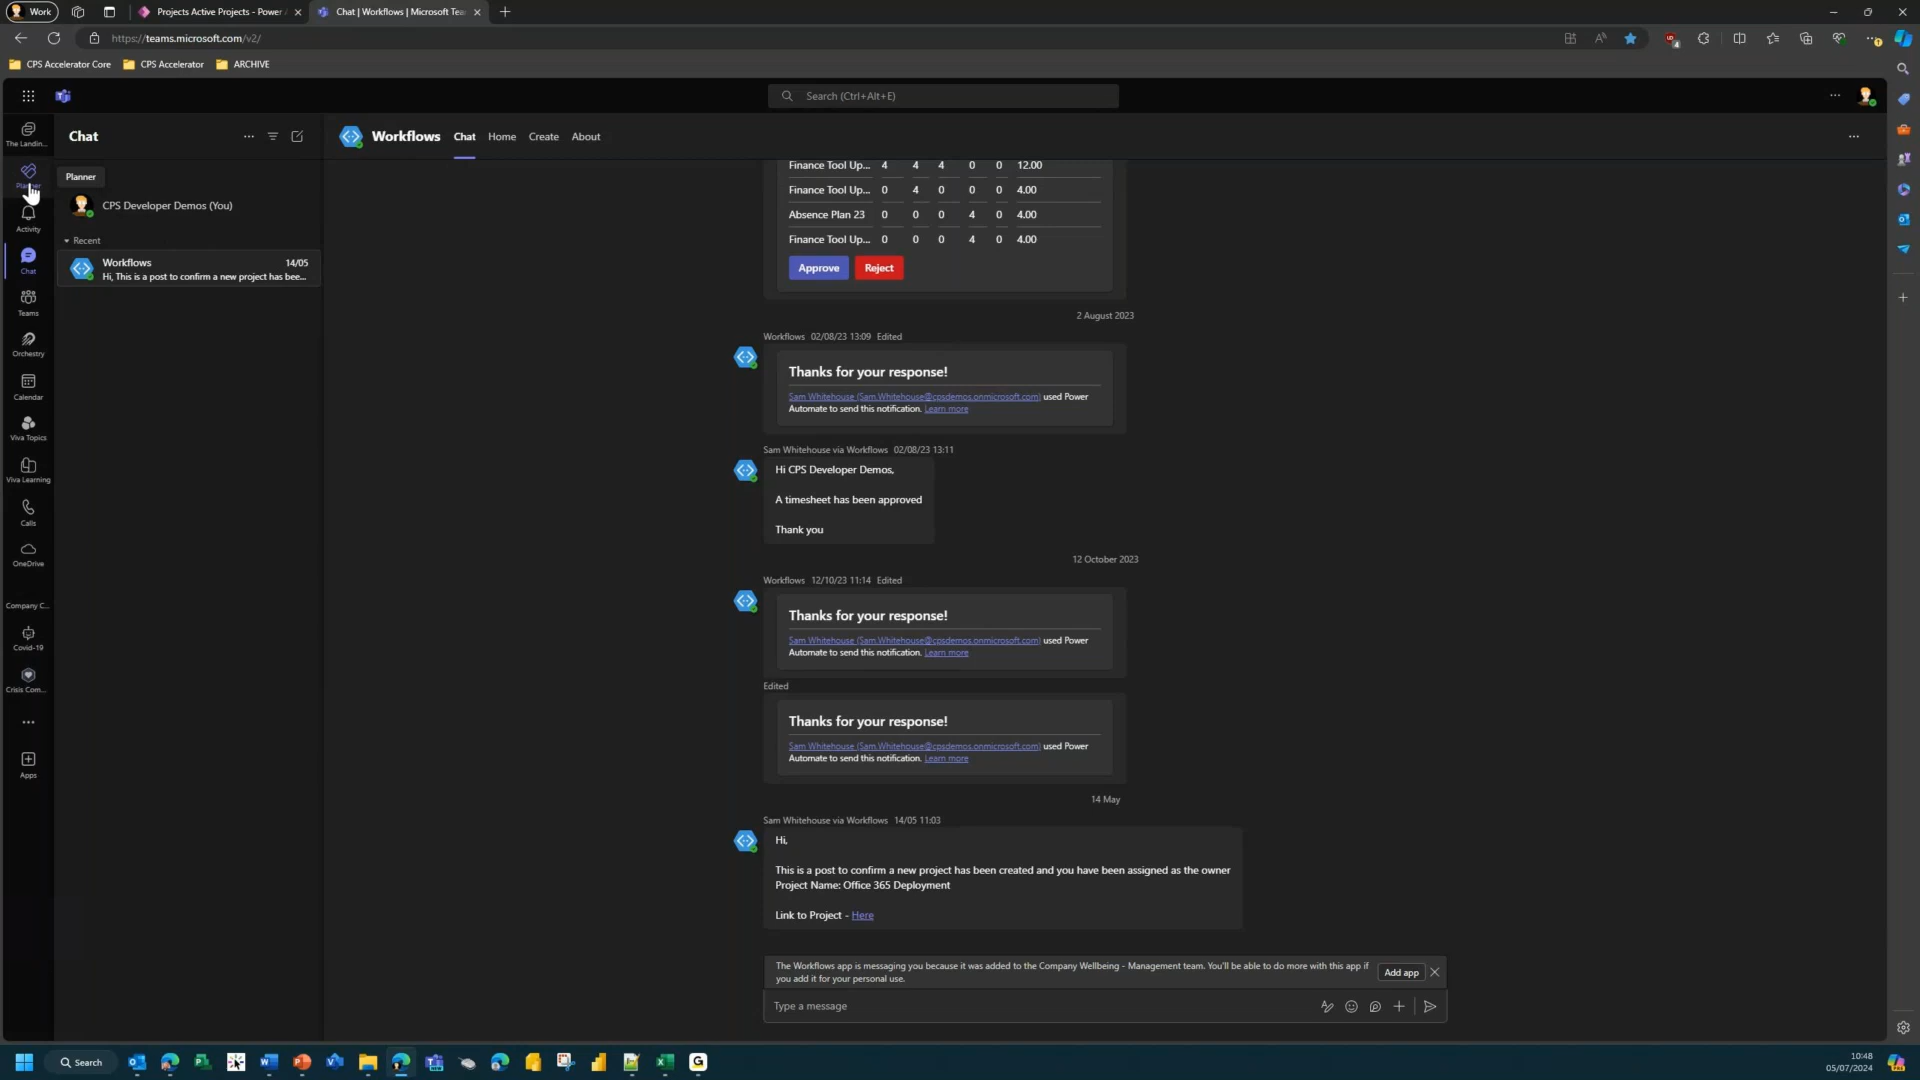 Work
Projects Active Projects - Power A
Chat | Workflows | Microsoft Tea
https://teams.microsoft.com/v2/
CPS Accelerator Core
CPS Accelerator
ARCHIVE
Search (Ctrl+Alt+E)
The Landin...
Chat
Workflows
Chat
Home
Create
About
Planner
Planner
CPS Developer Demos (You)
Activity
Recent
Workflows
14/05
Hi, This is a post to confirm a new project has bee...
Chat
Teams
Orchestry
Calendar
Viva Topics
Viva Learning
Calls
OneDrive
Company C...
Covid-19
Crisis Com...
Apps
Finance Tool Up... 4 4 4 0 0 12.00
Finance Tool Up... 0 4 0 0 0 4.00
Absence Plan 23 0 0 0 4 0 4.00
Finance Tool Up... 0 0 0 4 0 4.00
Approve
Reject
2 August 2023
Workflows 02/08/23 13:09 Edited
Thanks for your response!
Sam Whitehouse (Sam.Whitehouse@cpsdemos.onmicrosoft.com) used Power
Automate to send this notification. Learn more
Sam Whitehouse via Workflows 02/08/23 13:11
Hi CPS Developer Demos,
A timesheet has been approved
Thank you
12 October 2023
Workflows 12/10/23 11:14 Edited
Thanks for your response!
Sam Whitehouse (Sam.Whitehouse@cpsdemos.onmicrosoft.com) used Power
Automate to send this notification. Learn more
Edited
Thanks for your response!
Sam Whitehouse (Sam.Whitehouse@cpsdemos.onmicrosoft.com) used Power
Automate to send this notification. Learn more
14 May
Sam Whitehouse via Workflows 14/05 11:03
Hi,
This is a post to confirm a new project has been created and you have been assigned as the owner
Project Name: Office 365 Deployment
Link to Project - Here
The Workflows app is messaging you because it was added to the Company Wellbeing - Management team. You'll be able to do more with this app if
you add it for your personal use.
Add app
Type a message
Search
10:48
05/07/2024